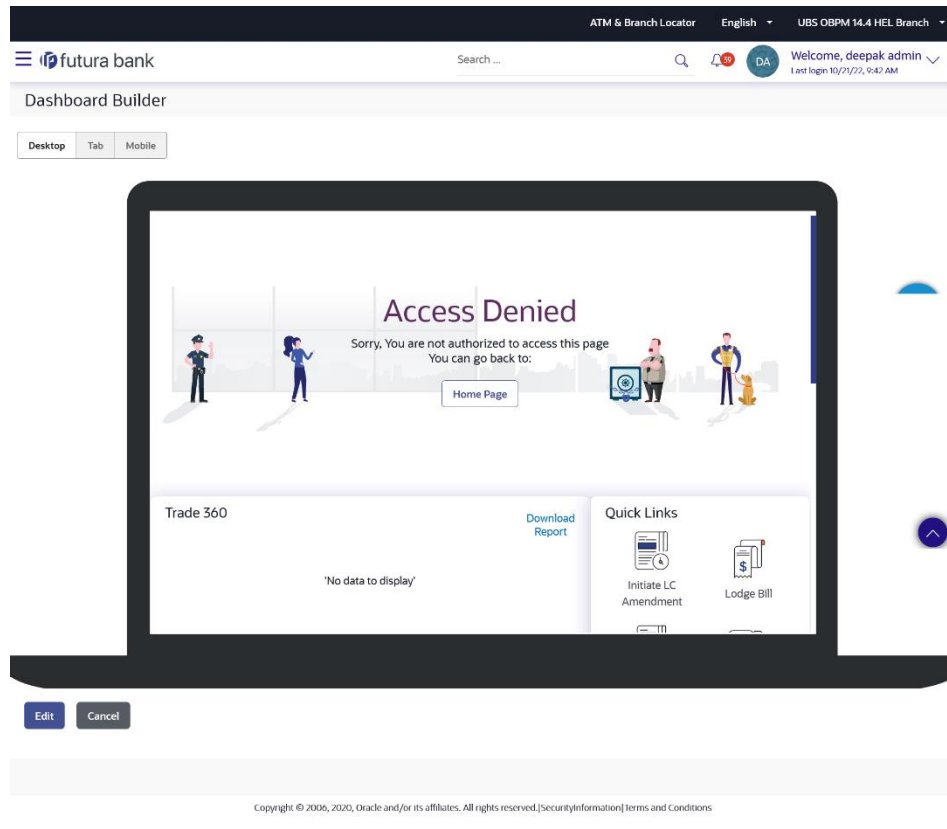 ATM & Branch Locator English UBS OBPM 14.4 HEL Branch
futura bank Search ... 39 DA Welcome, deepak admin
Last login 10/21/22, 9:42 AM
Dashboard Builder
Desktop Tab Mobile
Access Denied
Sorry, You are not authorized to access this page
You can go back to:
Home Page
Trade 360
Download
Report
'No data to display'
Quick Links
Initiate LC
Amendment
Lodge Bill
Edit Cancel
Copyright © 2006, 2020, Oracle and/or its affiliates. All rights reserved.|SecurityInformation|Terms and Conditions